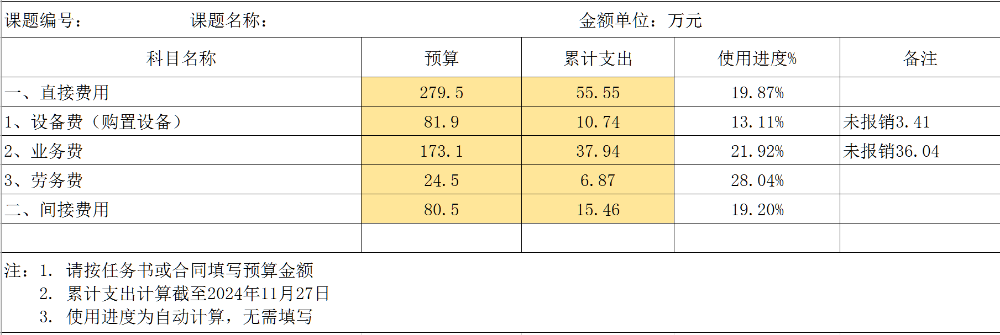 课题编号： 课题名称： 金额单位：万元
科目名称 预算 累计支出 使用进度% 备注
一、直接费用 279.5 55.55 19.87%
1、设备费（购置设备） 81.9 10.74 13.11% 未报销3.41
2、业务费 173.1 37.94 21.92% 未报销36.04
3、劳务费 24.5 6.87 28.04%
二、间接费用 80.5 15.46 19.20%
注：1. 请按任务书或合同填写预算金额
2. 累计支出计算截至2024年11月27日
3. 使用进度为自动计算，无需填写